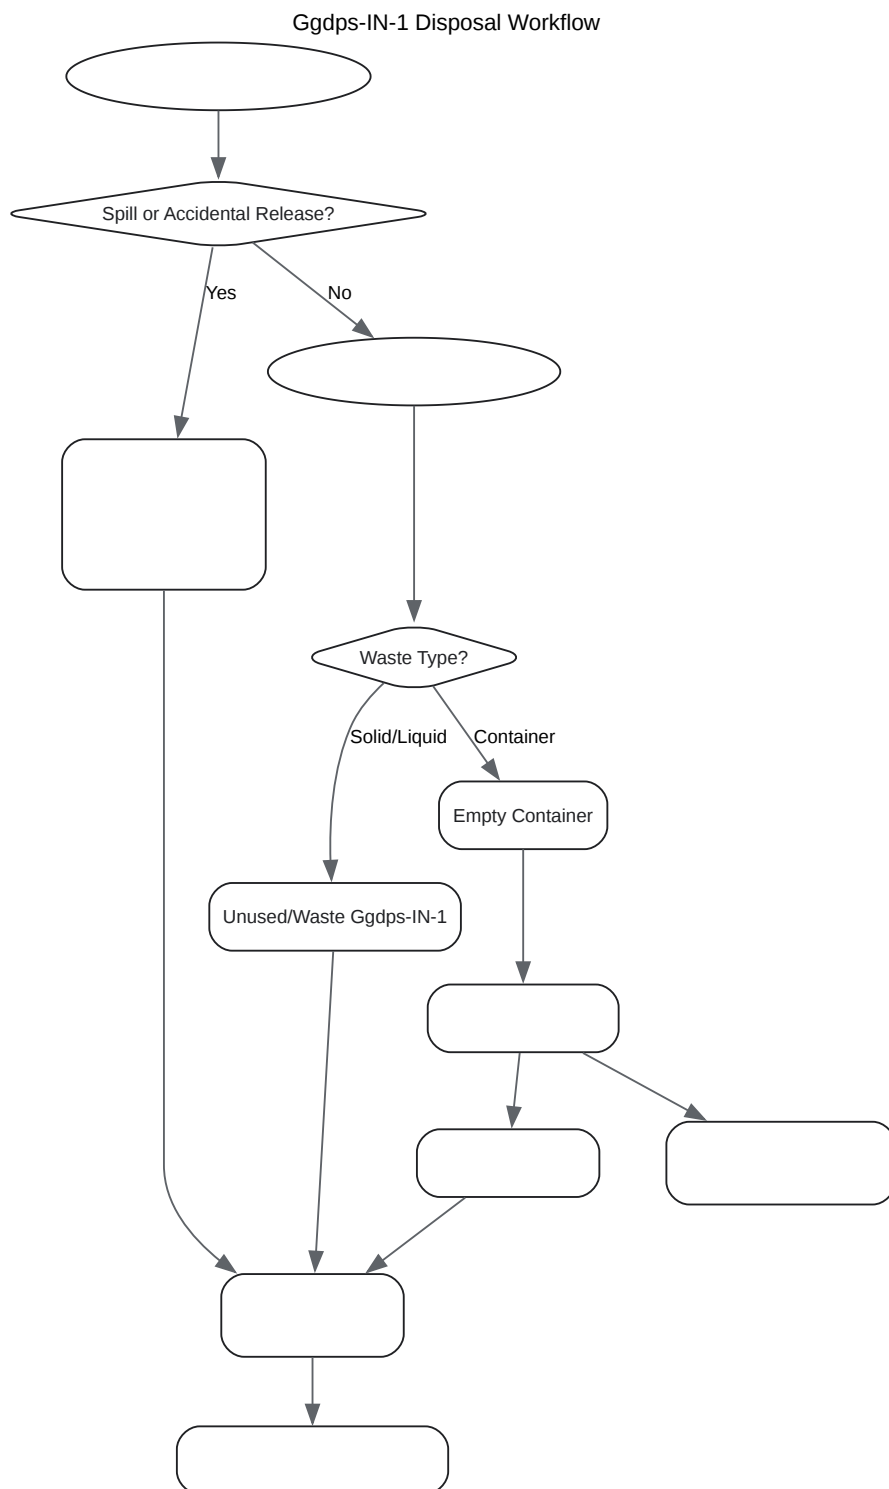 Ggdps-IN-1 Disposal Workflow
Spill or Accidental Release?
Yes
No
Waste Type?
Solid/Liquid
Container
Empty Container
Unused/Waste Ggdps-IN-1